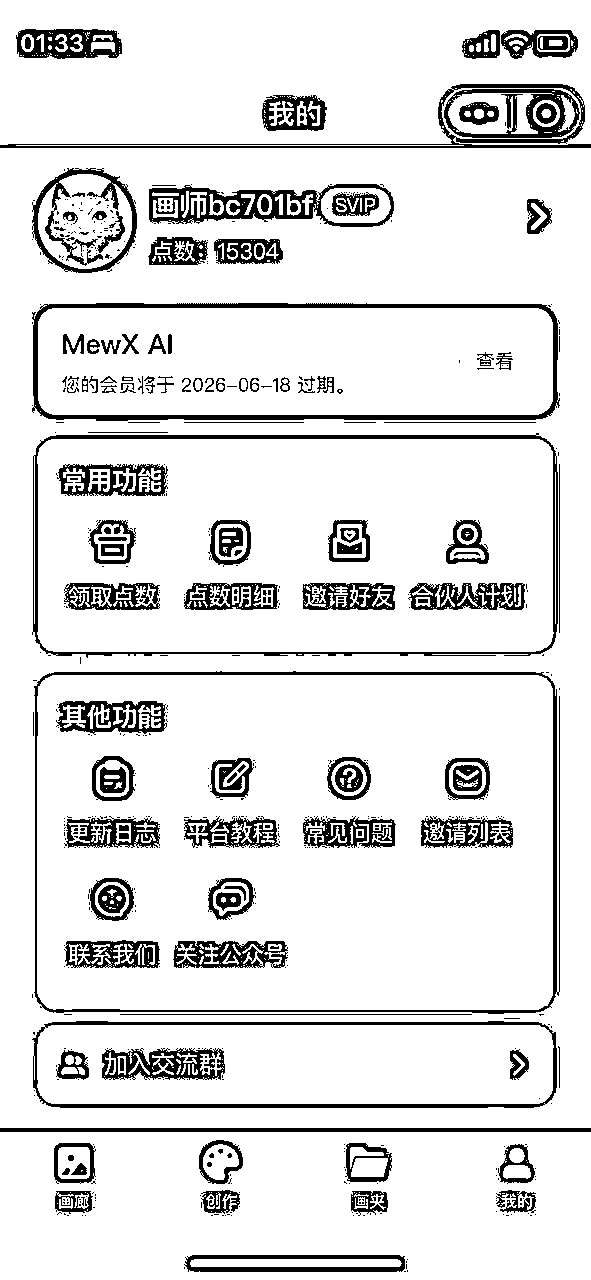 01:33
我的
画师bc701bf SVIP
点数：15304
MewX AI
您的会员将于 2026-06-18 过期。
查看
常用功能
领取点数 点数明细 邀请好友 合伙人计划
其他功能
更新日志 平台教程 常见问题 邀请列表
联系我们 关注公众号
加入交流群
画廊 创作 画夹 我的